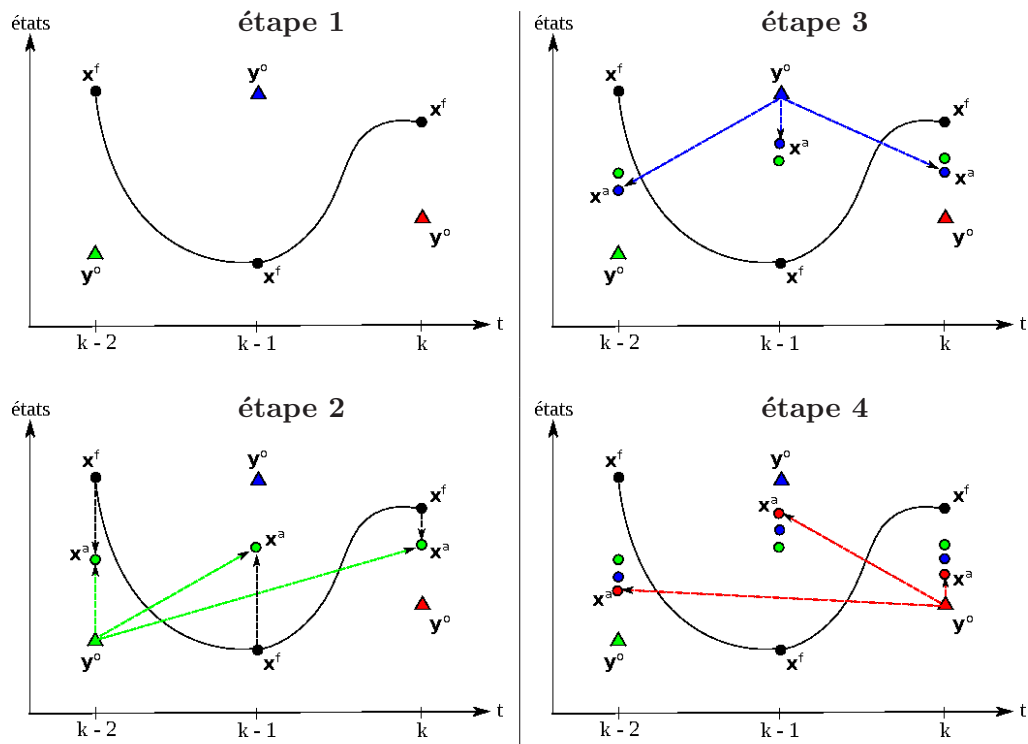 étape 1
états
x^f
y^o
x^f
y^o
y^o
x^f
t
k - 2
k - 1
k
étape 2
états
x^f
y^o
x^f
x^a
x^a
x^a
y^o
y^o
x^f
t
k - 2
k - 1
k
étape 3
états
x^f
y^o
x^f
x^a
x^a
x^a
y^o
y^o
x^f
t
k - 2
k - 1
k
étape 4
états
x^f
y^o
x^f
x^a
x^a
x^a
y^o
y^o
x^f
t
k - 2
k - 1
k